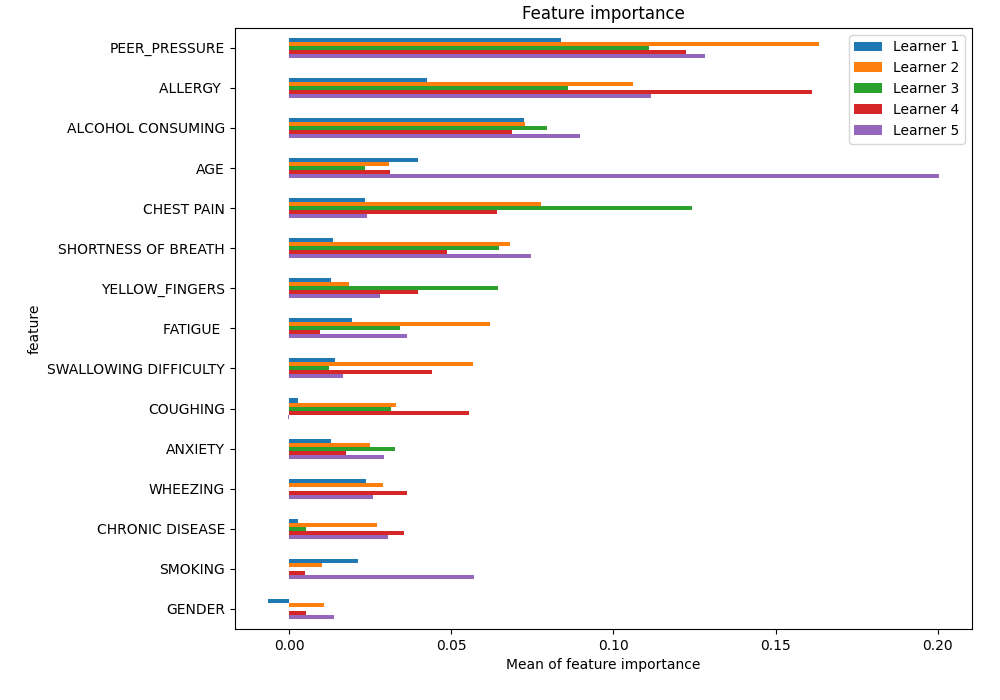 Feature importance
PEER_PRESSURE
ALLERGY
ALCOHOL CONSUMING
AGE
CHEST PAIN
SHORTNESS OF BREATH
YELLOW_FINGERS
FATIGUE
SWALLOWING DIFFICULTY
COUGHING
ANXIETY
WHEEZING
CHRONIC DISEASE
SMOKING
GENDER
feature
Learner 1
Learner 2
Learner 3
Learner 4
Learner 5
0.00 0.05 0.10 0.15 0.20
Mean of feature importance